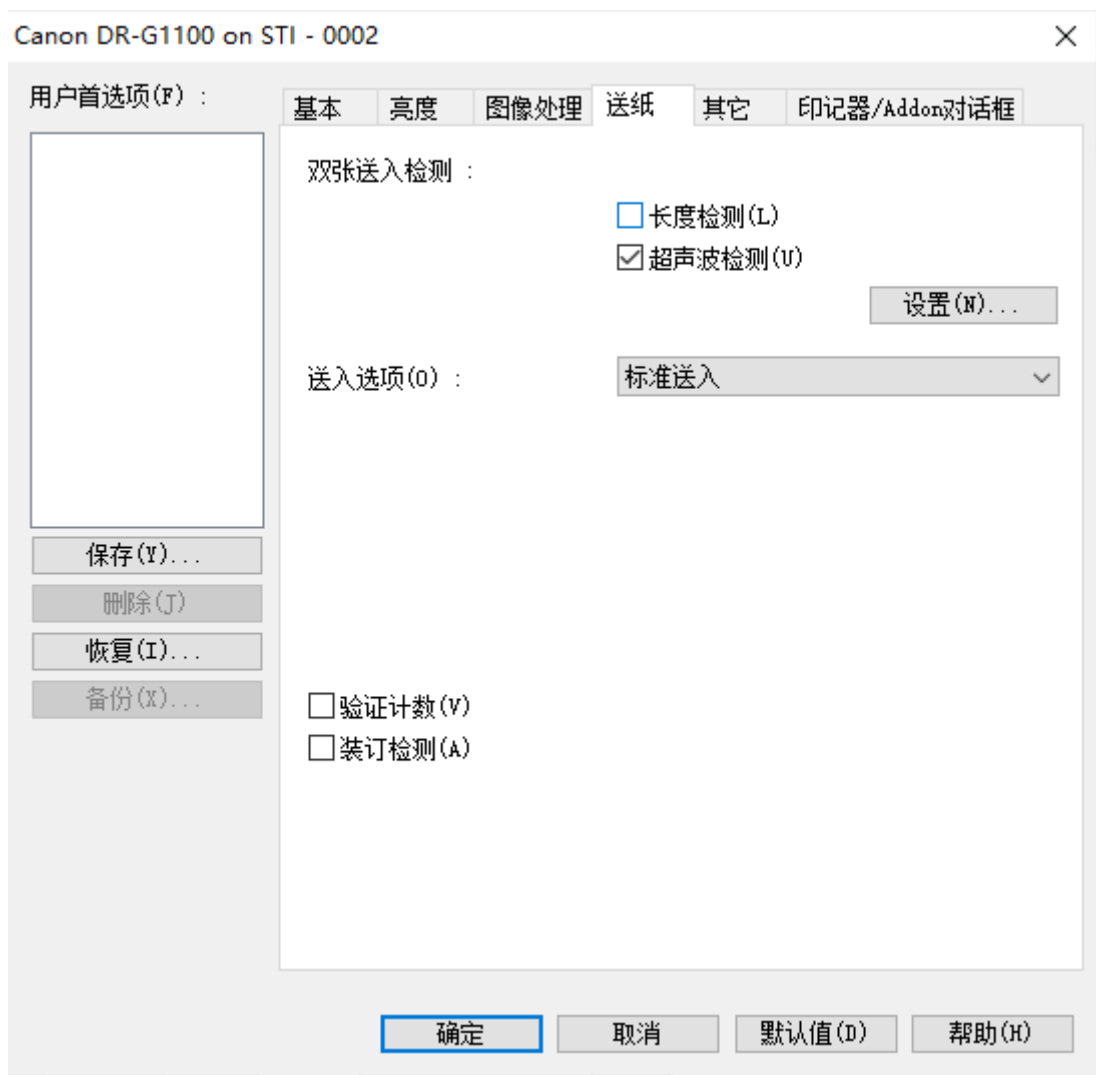 Canon DR-G1100 on STI - 0002
用户首选项(F) :
基本 亮度 图像处理 送纸 其它 印记器/Addon对话框
双张送入检测 :
长度检测(L)
超声波检测(U)
设置(N)...
送入选项(O) :
标准送入
保存(Y)...
删除(J)
恢复(I)...
备份(X)...
验证计数(V)
装订检测(A)
确定 取消 默认值(D) 帮助(H)